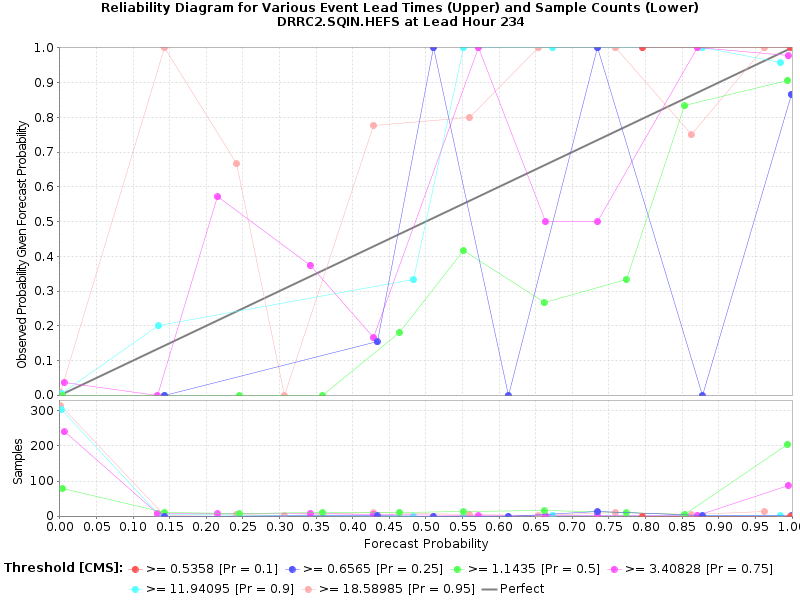 Reliability Diagram for Various Event Lead Times (Upper) and Sample Counts (Lower)
DRRC2.SQIN.HEFS at Lead Hour 234
Observed Probability Given Forecast Probability
1.0
0.9
0.8
0.7
0.6
0.5
0.4
0.3
0.2
0.1
0.0
Samples
300
200
100
0
0.00 0.05 0.10 0.15 0.20 0.25 0.30 0.35 0.40 0.45 0.50 0.55 0.60 0.65 0.70 0.75 0.80 0.85 0.90 0.95 1.0
Forecast Probability
Threshold [CMS]: >= 0.5358 [Pr = 0.1] >= 0.6565 [Pr = 0.25] >= 1.1435 [Pr = 0.5] >= 3.40828 [Pr = 0.75]
>= 11.94095 [Pr = 0.9] >= 18.58985 [Pr = 0.95] Perfect